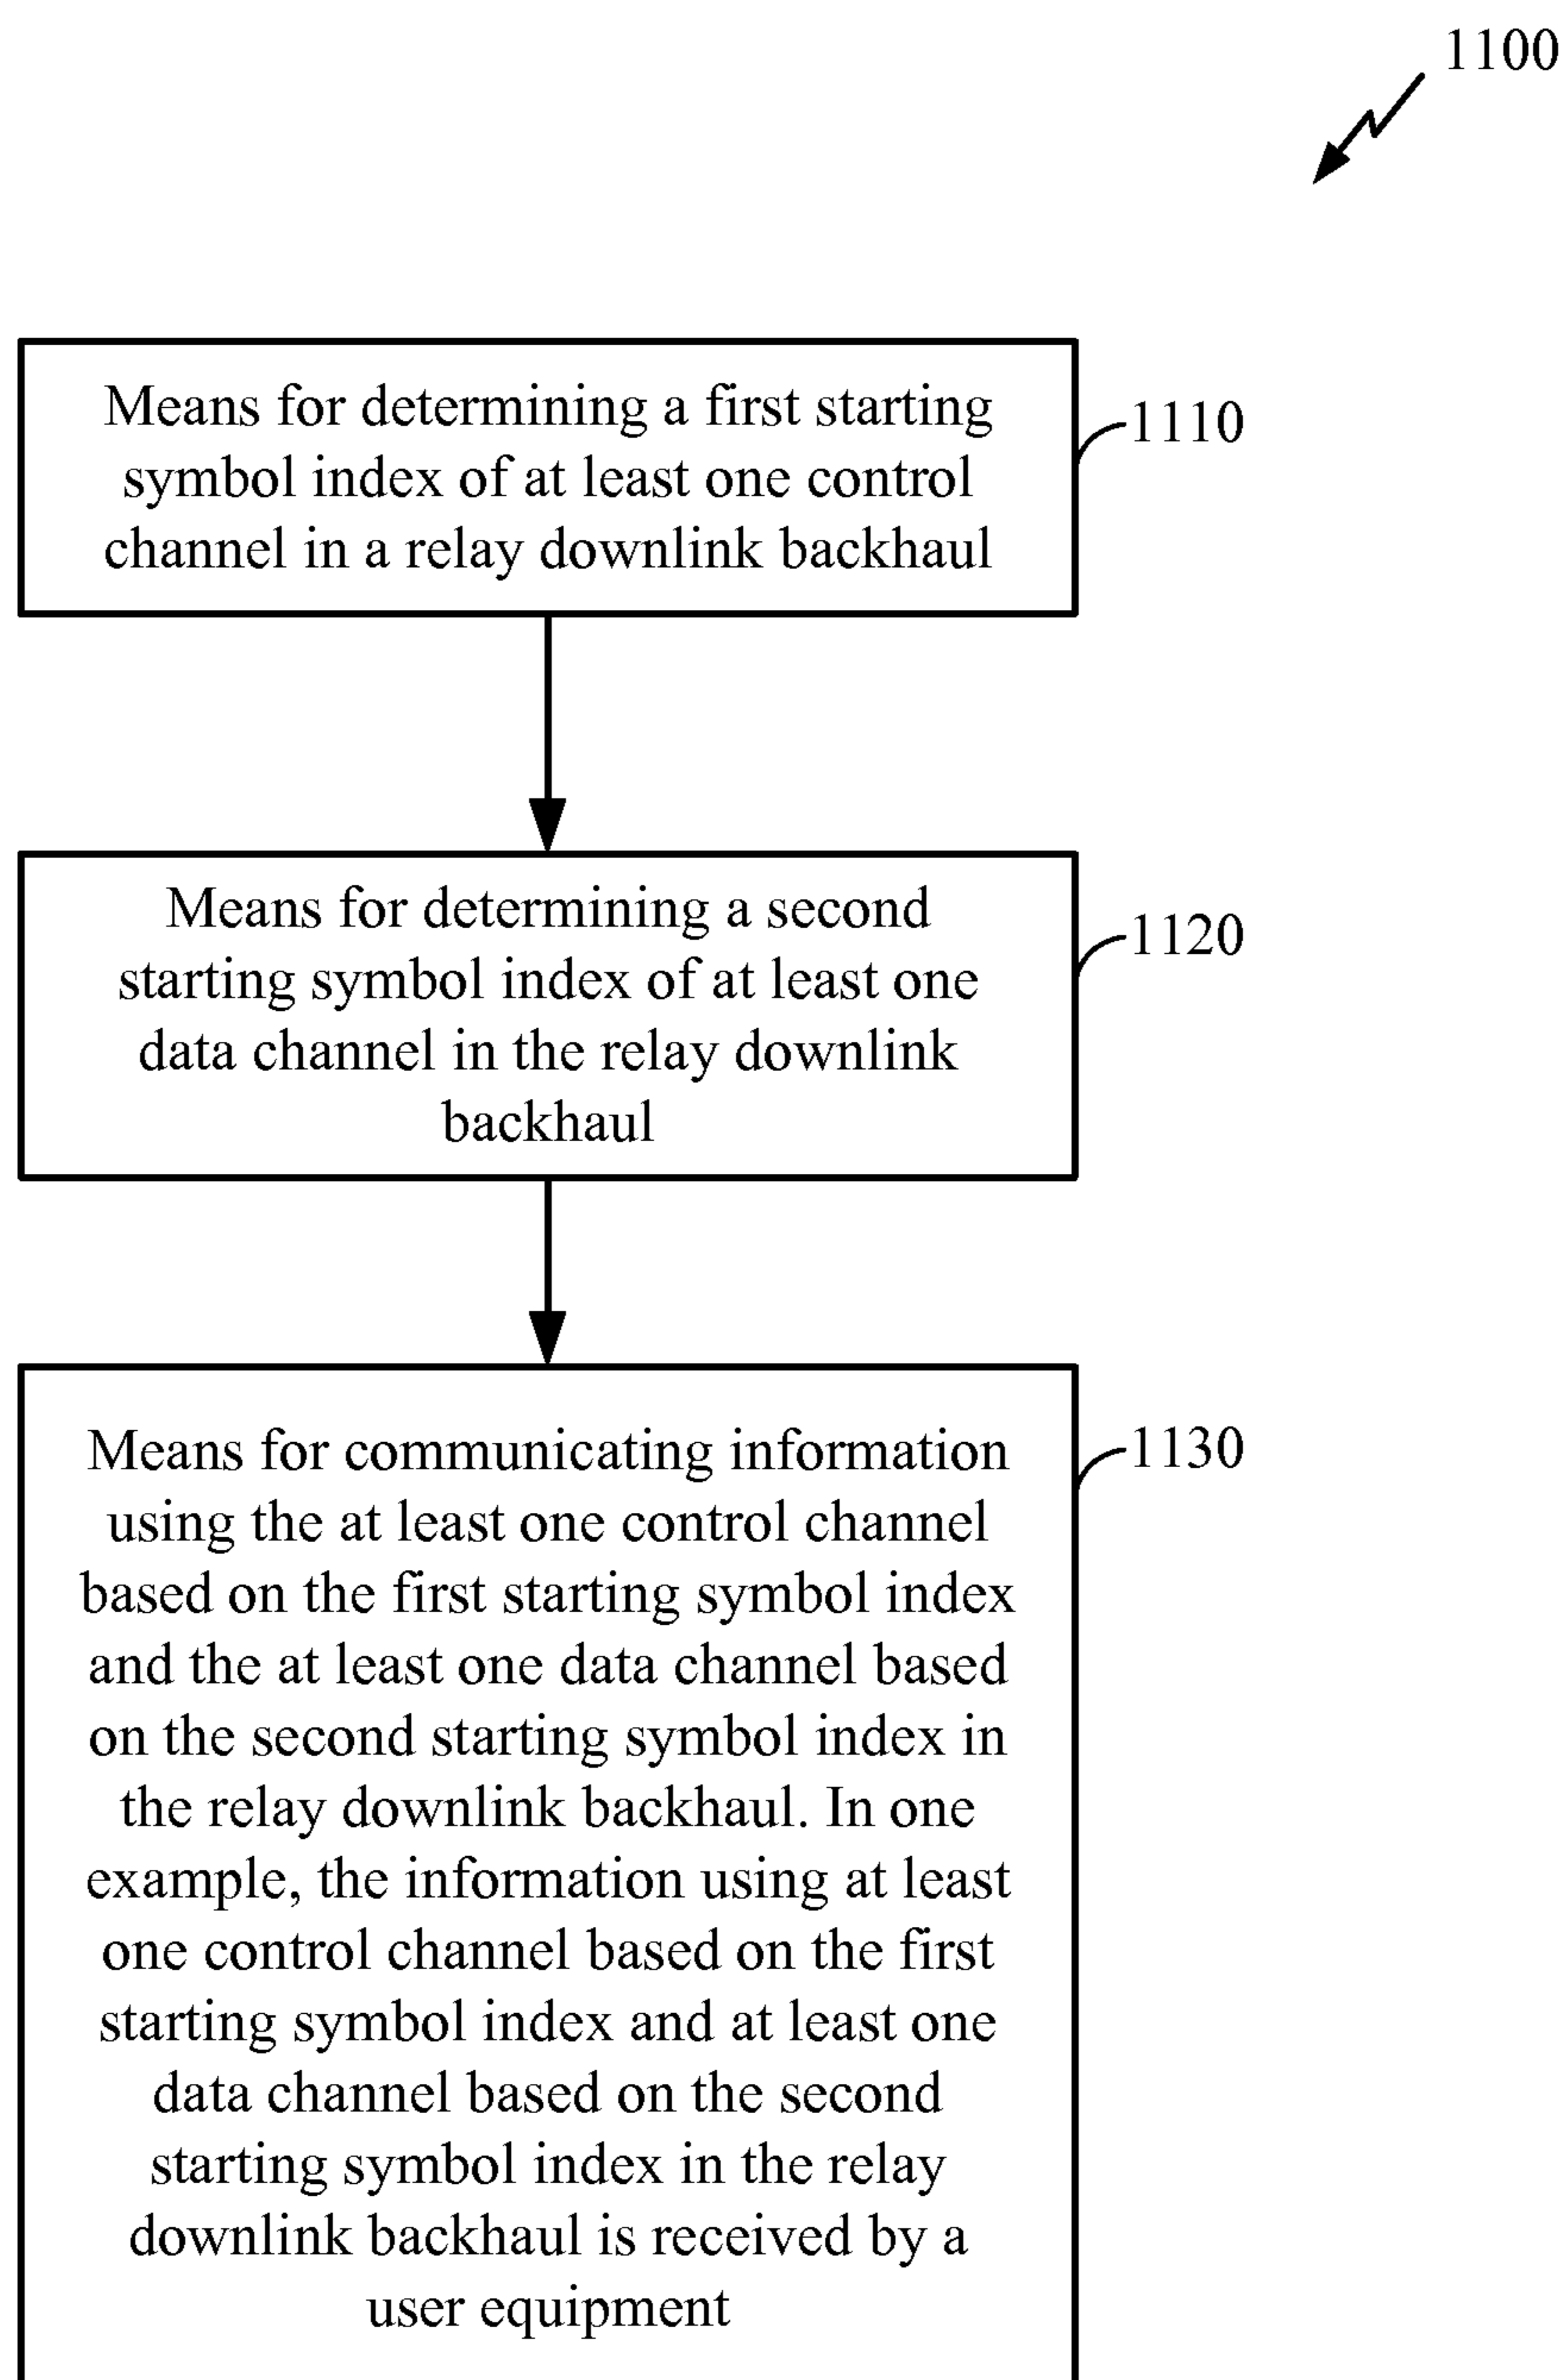 1100
Means for determining a first starting
symbol index of at least one control
channel in a relay downlink backhaul
1110
Means for determining a second
starting symbol index of at least one
data channel in the relay downlink
backhaul
1120
Means for communicating information
using the at least one control channel
based on the first starting symbol index
and the at least one data channel based
on the second starting symbol index in
the relay downlink backhaul. In one
example, the information using at least
one control channel based on the first
starting symbol index and at least one
data channel based on the second
starting symbol index in the relay
downlink backhaul is received by a
user equipment
1130